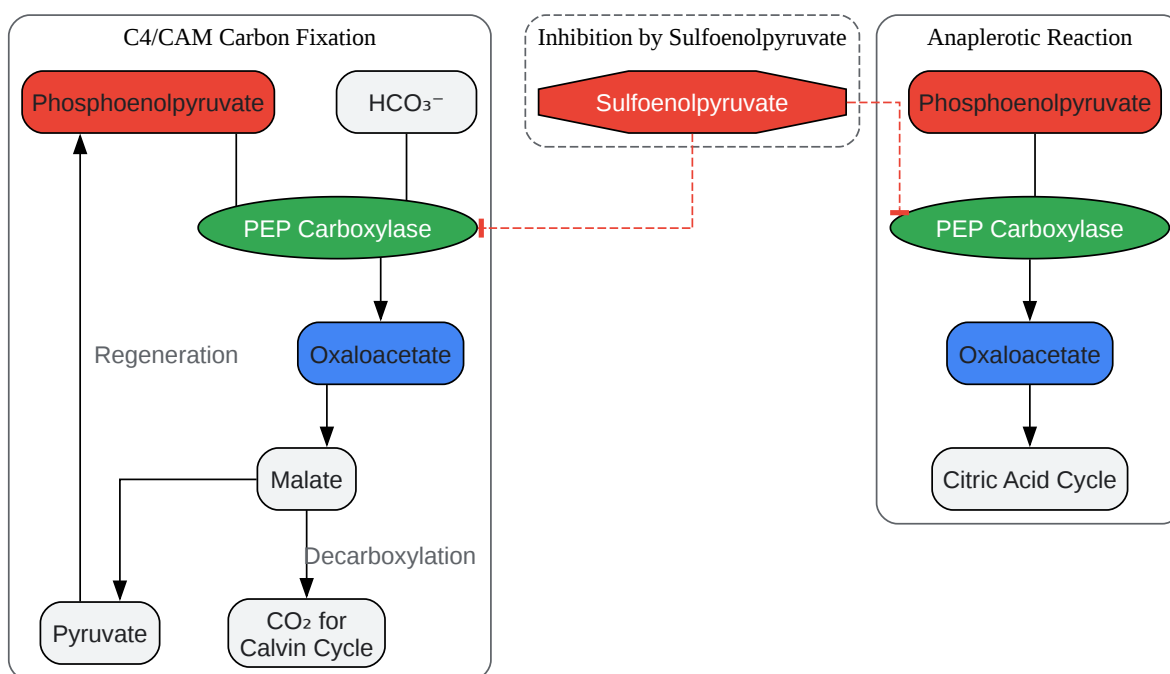 C4/CAM Carbon Fixation
Phosphoenolpyruvate
HCO₃⁻
PEP Carboxylase
Oxaloacetate
Regeneration
Malate
Decarboxylation
Pyruvate
CO₂ for
Calvin Cycle
Inhibition by Sulfoenolpyruvate
Sulfoenolpyruvate
Anaplerotic Reaction
Phosphoenolpyruvate
PEP Carboxylase
Oxaloacetate
Citric Acid Cycle